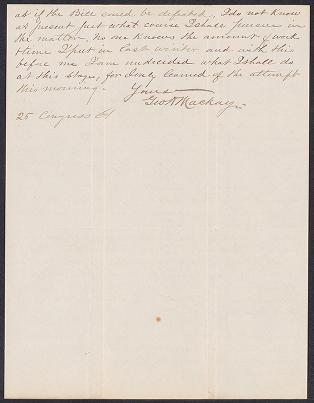 as if the Bill could be defeated, I do not know
at present just what course I shall pursue in
the matter, no one knows the amount of work
& time I put in last winter and with this
before me I am undecided what I shall do
at this stage, for I only learned of the attempt
this morning.
Yours
Geo A Mackay
25 Congress St